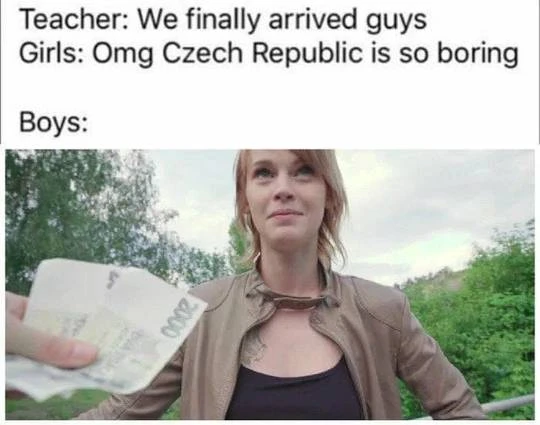 Teacher: We finally arrived guys
Girls: Omg Czech Republic is so boring
Boys:
2000